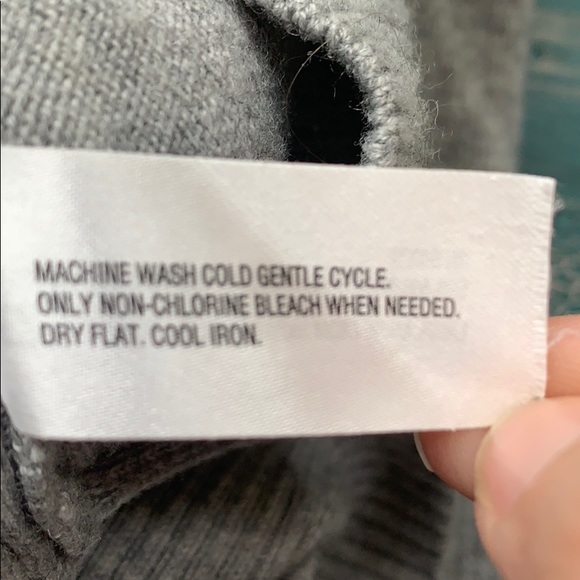 MACHINE WASH COLD GENTLE CYCLE.
ONLY NON-CHLORINE BLEACH WHEN NEEDED.
DRY FLAT. COOL IRON.